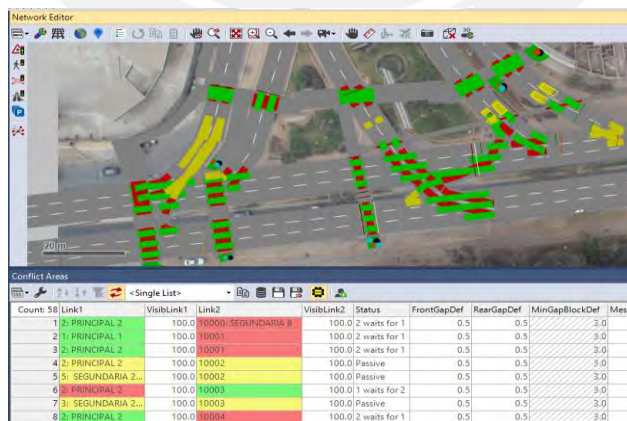 Network Editor
20 m
Conflict Areas
<Single List>
Count: 58 Link1 VisibLink1 Link2 VisibLink2 Status FrontGapDef RearGapDef MinGapBlockDef Mes
1 2: PRINCIPAL 2 100.0 10000: SEGUNDARIA B 100.0 2 waits for 1 0.5 0.5 3.0
2 1: PRINCIPAL 1 100.0 10001 100.0 2 waits for 1 0.5 0.5 3.0
3 2: PRINCIPAL 2 100.0 10001 100.0 2 waits for 1 0.5 0.5 3.0
4 2: PRINCIPAL 2 100.0 10002 100.0 Passive 0.5 0.5 3.0
5 5: SEGUNDARIA 2... 100.0 10002 100.0 Passive 0.5 0.5 3.0
6 2: PRINCIPAL 2 100.0 10003 100.0 1 waits for 2 0.5 0.5 3.0
7 3: SEGUNDARIA 2... 100.0 10003 100.0 Passive 0.5 0.5 3.0
8 2: PRINCIPAL 2 100.0 10004 100.0 2 waits for 1 0.5 0.5 3.0